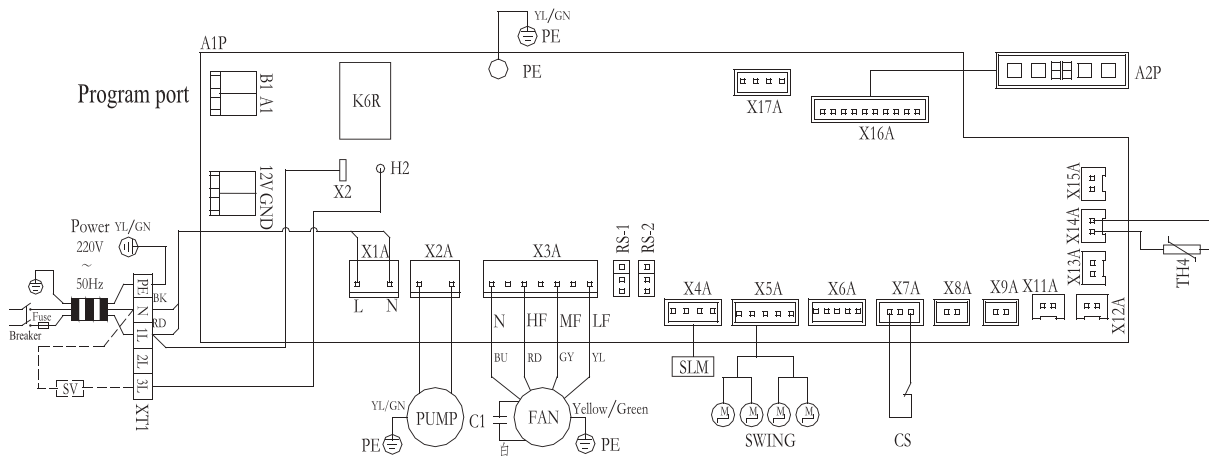 YL/GN
PE
A1P
PE
Program port
B1 A1
K6R
X17A
X16A
A2P
X2
H2
12V GND
X15A
X14A
X13A
TH4
Power YL/GN
220V
~
50Hz
PE
BK
N
RD
1L
2L
3L
XT1
Fuse
Breaker
SV
X1A
L N
X2A
X3A
N HF MF LF
BU RD GY YL
RS-1
RS-2
X4A
X5A
X6A
X7A
X8A
X9A
X11A
X12A
SLM
YL/GN
PE
PUMP
C1
白
FAN
Yellow/Green
PE
M M M M
SWING
CS